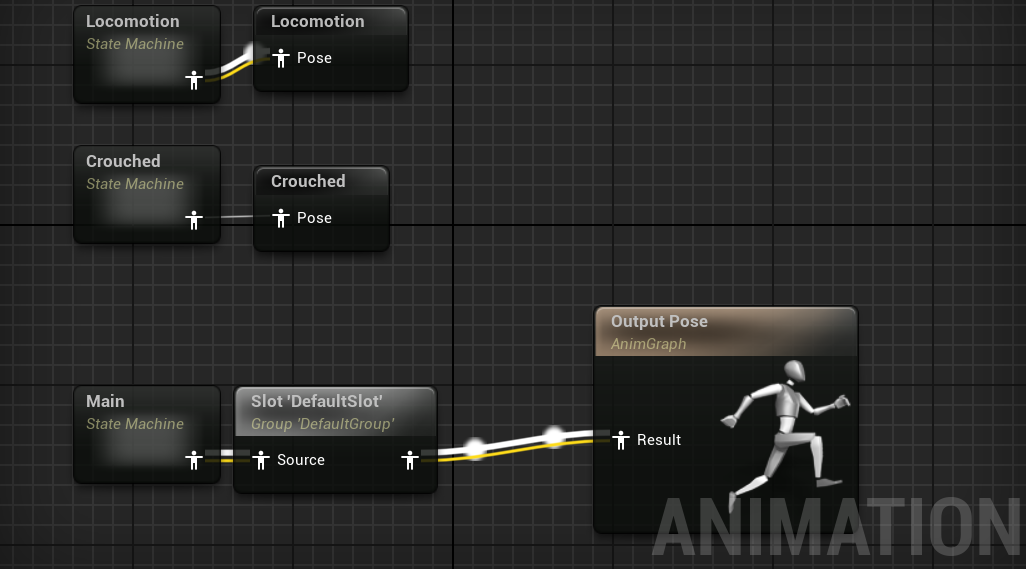 Locomotion
State Machine
Locomotion
Pose
Crouched
State Machine
Crouched
Pose
Output Pose
AnimGraph
Result
Main
State Machine
Slot 'DefaultSlot'
Group 'DefaultGroup'
Source
ANIMATION